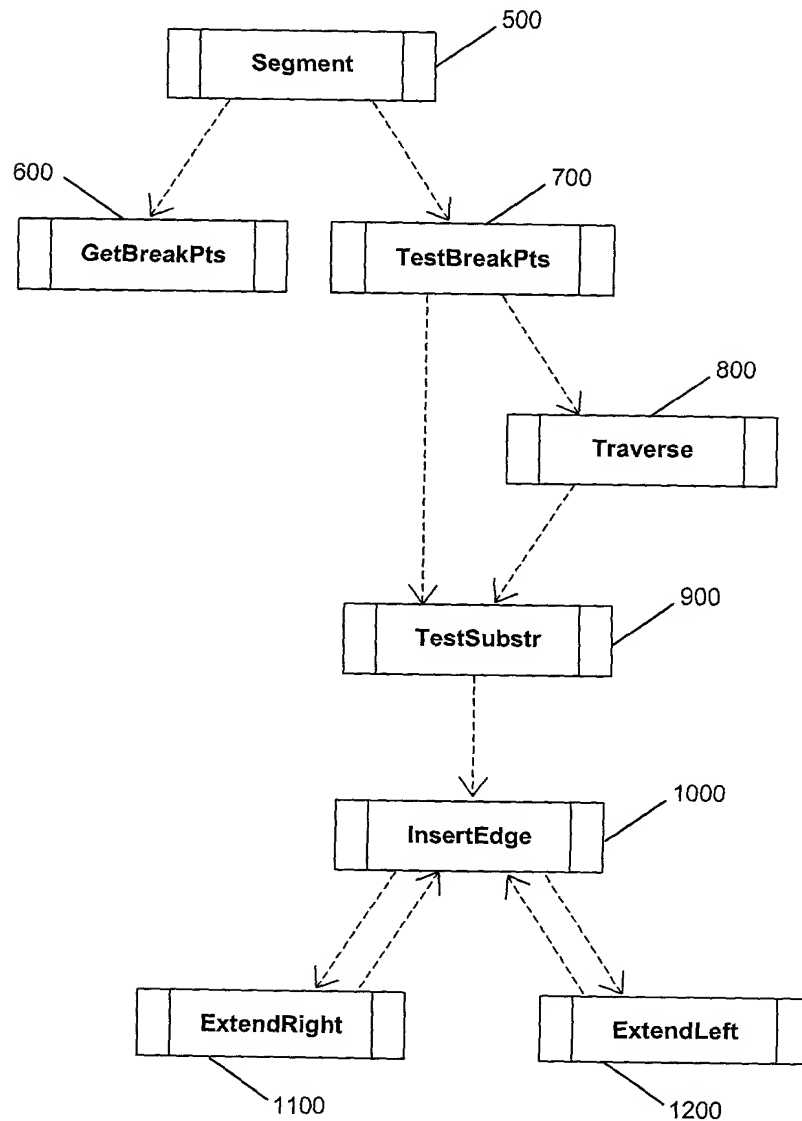 500
Segment
600
700
GetBreakPts
TestBreakPts
800
Traverse
900
TestSubstr
1000
InsertEdge
ExtendRight
ExtendLeft
1100
1200